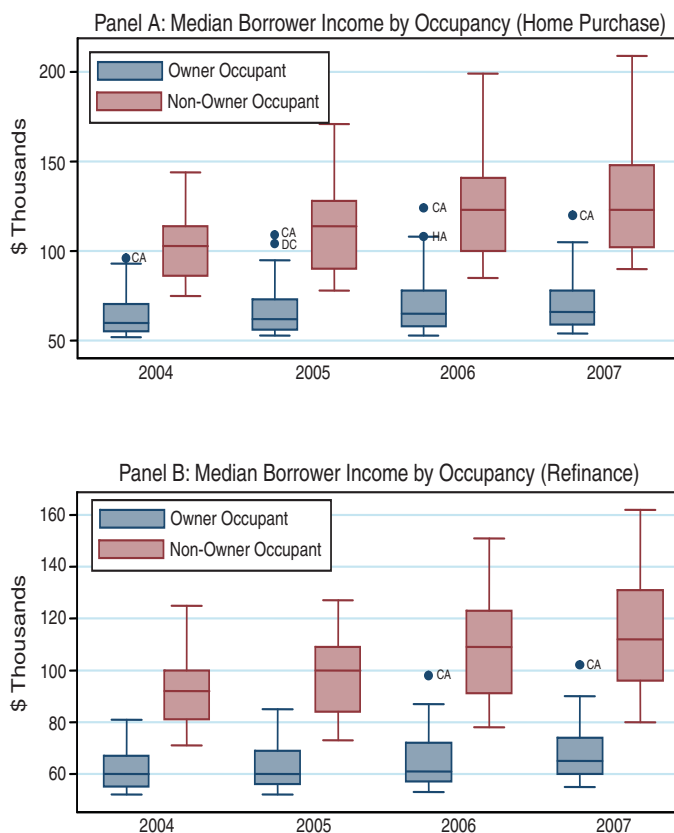 Panel A: Median Borrower Income by Occupancy (Home Purchase)
Owner Occupant
Non-Owner Occupant
$ Thousands
200
150
100
50
CA
CA
DC
CA
HA
CA
2004 2005 2006 2007
Panel B: Median Borrower Income by Occupancy (Refinance)
Owner Occupant
Non-Owner Occupant
$ Thousands
160
140
120
100
80
60
CA
CA
2004 2005 2006 2007